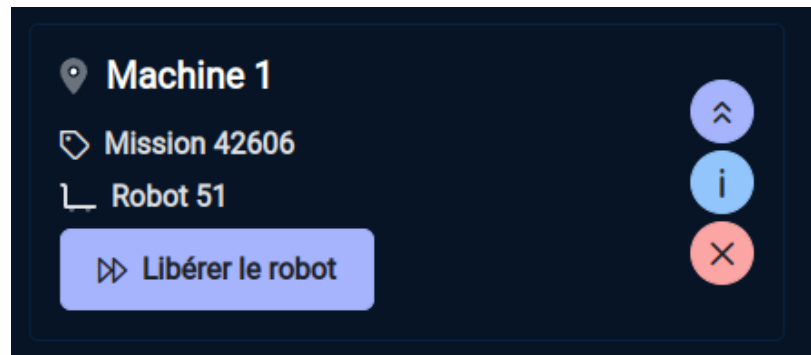 Machine 1
Mission 42606
Robot 51
Libérer le robot
i